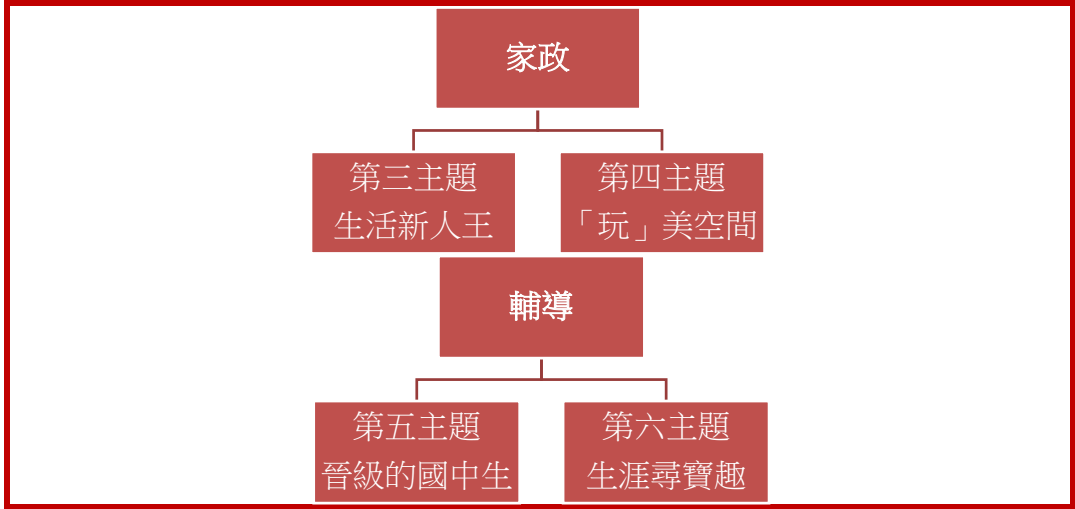 家政
第三主題
生活新人王
第四主題
「玩」美空間
輔導
第五主題
晉級的國中生
第六主題
生涯尋寶趣